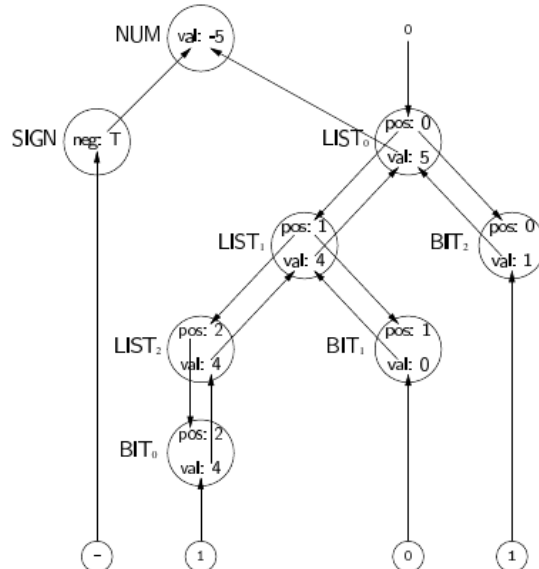 NUM val: -5
0
SIGN neg: T
LIST₀ pos: 0
val: 5
LIST₁ pos: 1
val: 4
BIT₂ pos: 0
val: 1
LIST₂ pos: 2
val: 4
BIT₁ pos: 1
val: 0
BIT₀ pos: 2
val: 4
– 1 0 1